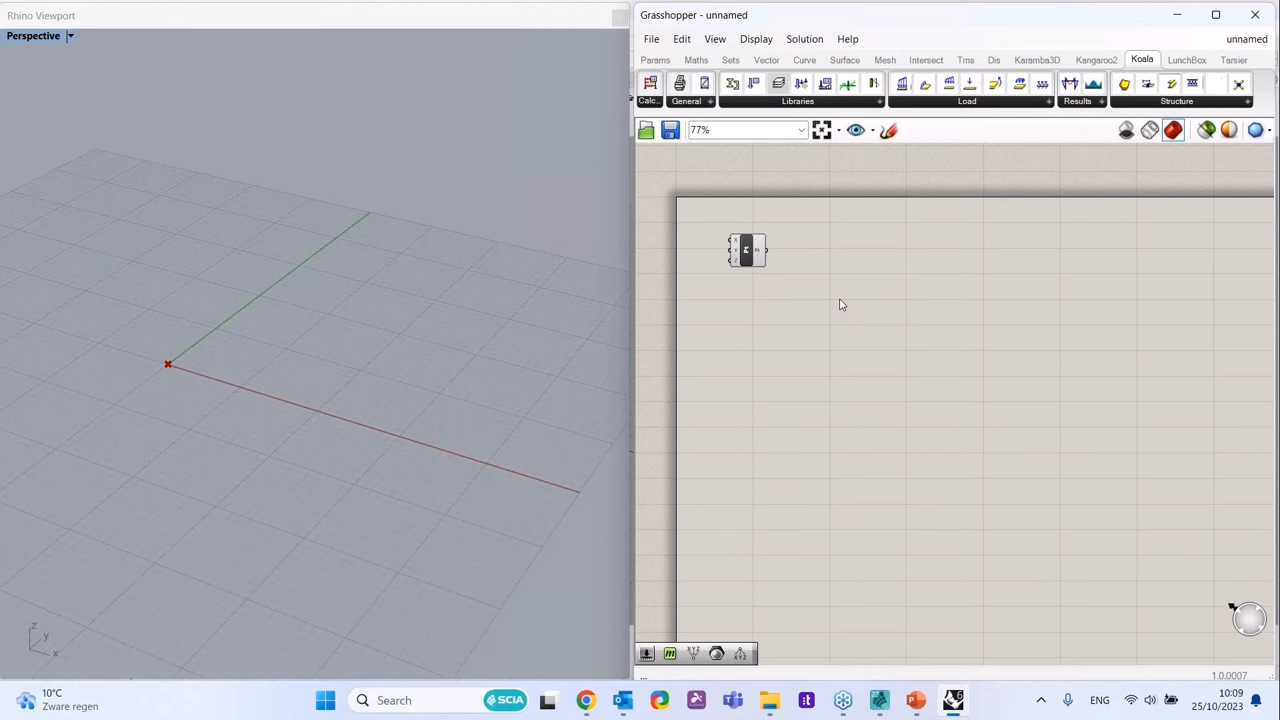 Rhino Viewport
Perspective
z
y
x
Grasshopper - unnamed
File Edit View Display Solution Help
unnamed
Params Maths Sets Vector Curve Surface Mesh Intersect Trns Dis Karamba3D Kangaroo2 Koala LunchBox Tarsier
Calc... General Libraries Load Results Structure
77%
X
Y
Z
Pt
Pt
1.0.0007
10°C
Zware regen
Search
SCIA
ENG
10:09
25/10/2023